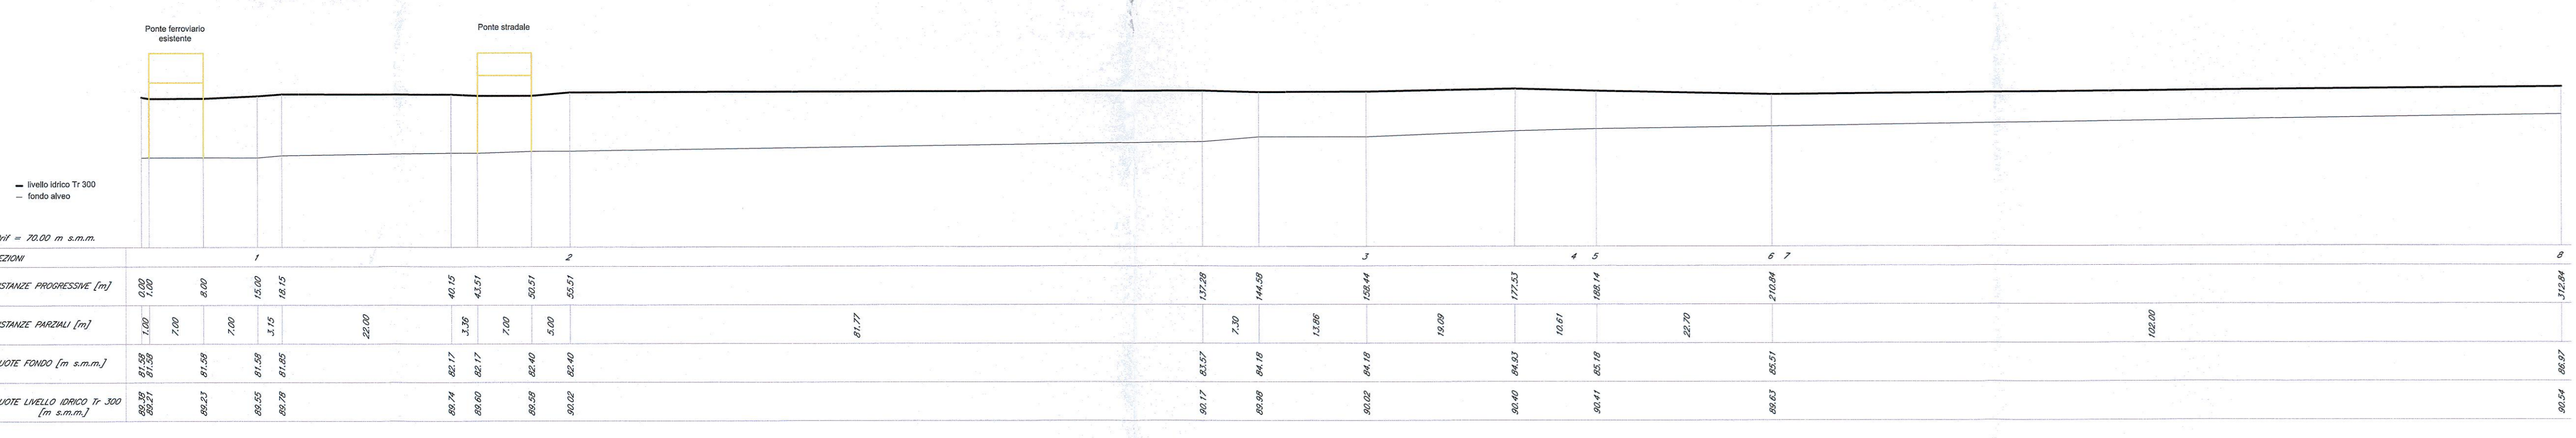 Ponte ferroviario
esistente
Ponte stradale
livello idrico Tr 300
fondo alveo
rif = 70.00 m s.m.m.
EZIONI 1 2 3 4 5 6 7 8
STANZE PROGRESSIVE [m] 0.00 1.00 8.00 15.00 18.15 40.15 43.51 50.51 55.51 137.28 144.58 158.44 177.53 188.14 210.84 312.84
STANZE PARZIALI [m] 1.00 7.00 7.00 3.15 22.00 3.36 7.00 5.00 81.77 7.30 13.86 19.09 10.61 22.70 102.00
UOTE FONDO [m s.m.m.] 81.58 81.58 81.58 81.58 81.85 82.17 82.17 82.40 82.40 83.57 84.18 84.18 84.93 85.18 85.51 86.97
UOTE LIVELLO IDRICO Tr 300 89.38 89.21 89.23 89.55 89.78 89.74 89.60 89.58 90.02 90.17 89.98 90.02 90.40 90.41 89.63 90.54
[m s.m.m.]